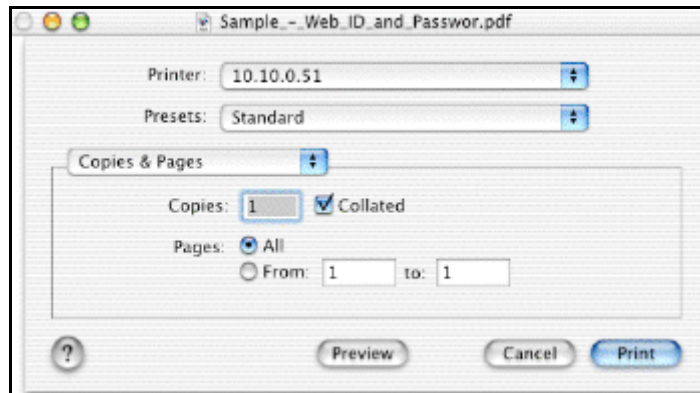 Sample_-_Web_ID_and_Passwor.pdf
Printer: 10.10.0.51
Presets: Standard
Copies & Pages
Copies: 1 Collated
Pages: All
From: 1 to: 1
? Preview Cancel Print